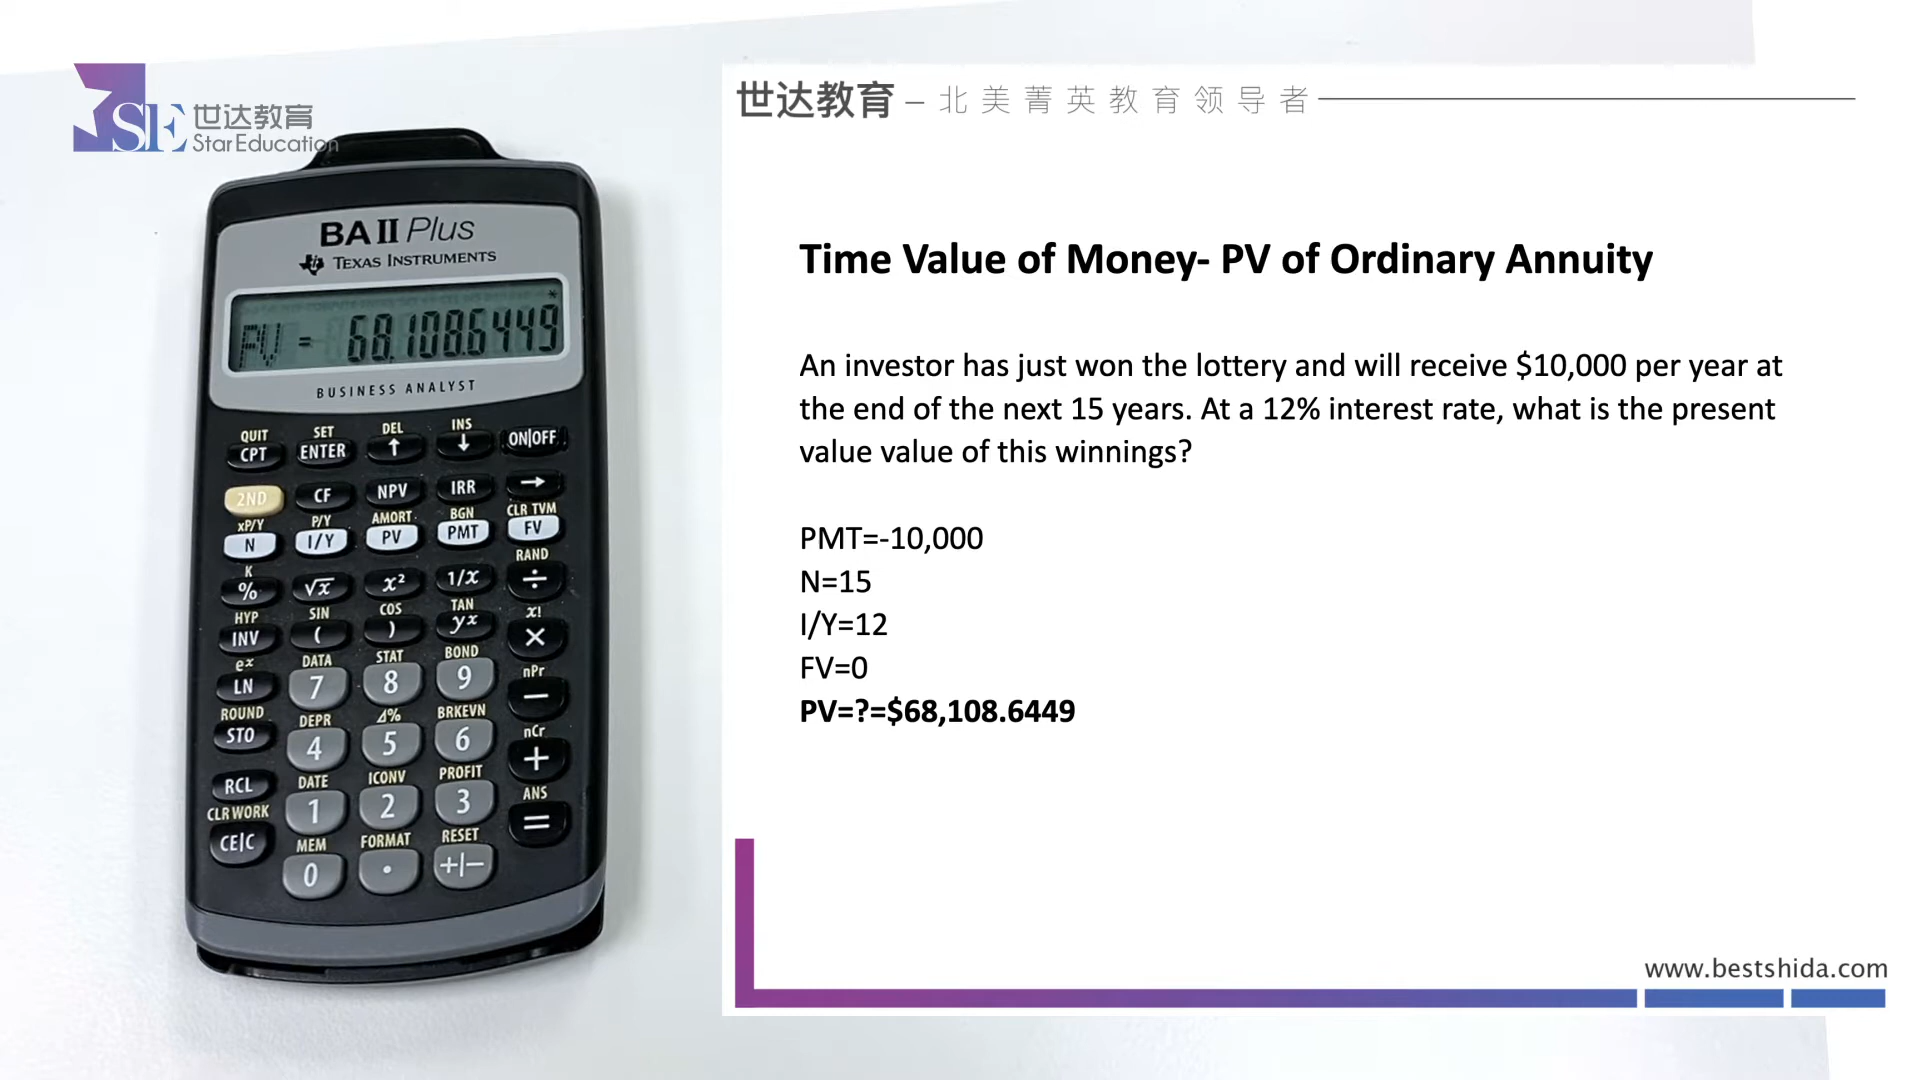 SE 世达教育
StarEducation
BA II Plus
TEXAS INSTRUMENTS
*
PV = 68,108.6449
BUSINESS ANALYST
QUIT SET DEL INS
CPT ENTER ↑ ↓ ON|OFF
2ND CF NPV IRR →
xP/Y P/Y AMORT BGN CLR TVM
N I/Y PV PMT FV
K RAND
% √x x² 1/x ÷
HYP SIN COS TAN x!
INV ( ) yˣ ×
eˣ DATA STAT BOND nPr
LN 7 8 9 −
ROUND DEPR Δ% BRKEVN nCr
STO 4 5 6 +
DATE ICONV PROFIT ANS
RCL 1 2 3 =
CLR WORK MEM FORMAT RESET
CE|C 0 . +|−
世达教育 – 北美菁英教育领导者
Time Value of Money- PV of Ordinary Annuity
An investor has just won the lottery and will receive $10,000 per year at
the end of the next 15 years. At a 12% interest rate, what is the present
value value of this winnings?
PMT=-10,000
N=15
I/Y=12
FV=0
PV=?=$68,108.6449
www.bestshida.com